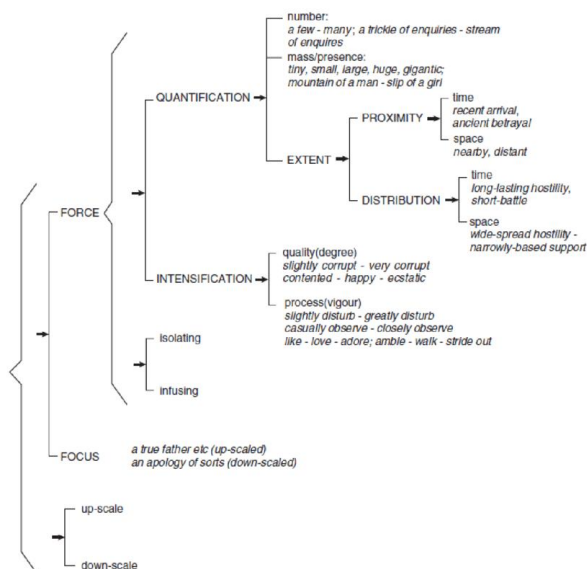 number:
a few - many; a trickle of enquiries - stream
of enquires
mass/presence:
tiny, small, large, huge, gigantic;
mountain of a man - slip of a girl
QUANTIFICATION
PROXIMITY
time
recent arrival,
ancient betrayal
space
nearby, distant
EXTENT
DISTRIBUTION
time
long-lasting hostility,
short-battle
space
wide-spread hostility -
narrowly-based support
FORCE
INTENSIFICATION
quality(degree)
slightly corrupt - very corrupt
contented - happy - ecstatic
process(vigour)
slightly disturb - greatly disturb
casually observe - closely observe
like - love - adore; amble - walk - stride out
isolating
infusing
FOCUS
a true father etc (up-scaled)
an apology of sorts (down-scaled)
up-scale
down-scale